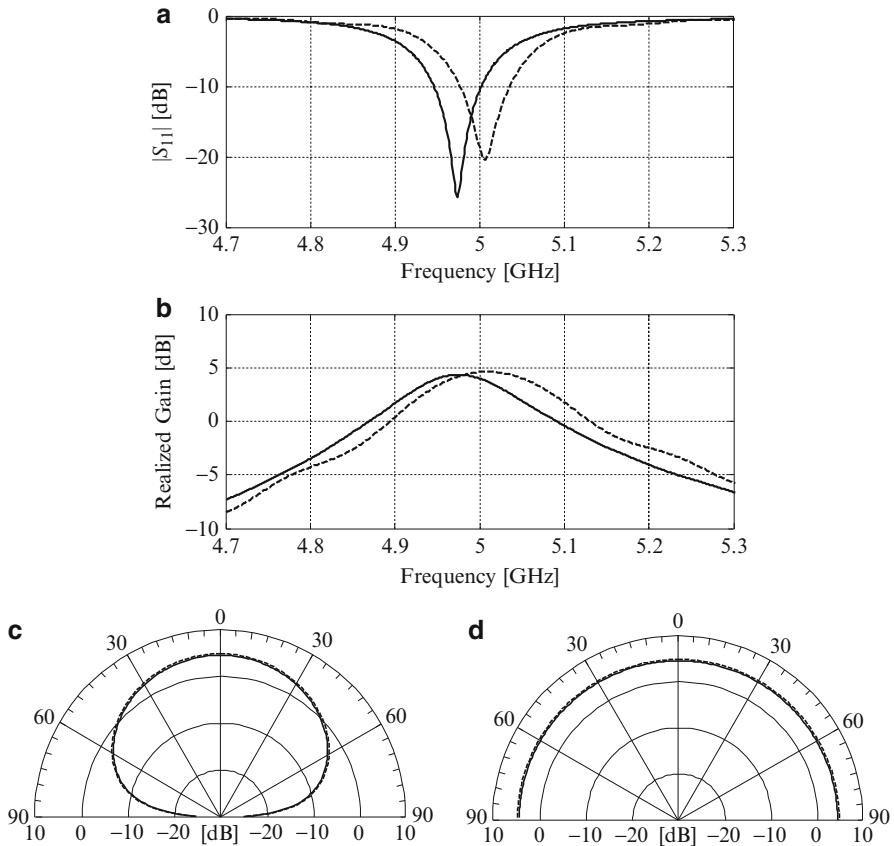 a
0
−10
−20
−30
|S₁₁| [dB]
4.7 4.8 4.9 5 5.1 5.2 5.3
Frequency [GHz]
b
10
5
0
−5
−10
Realized Gain [dB]
4.7 4.8 4.9 5 5.1 5.2 5.3
Frequency [GHz]
c
0
30 30
60 60
90 90
10 0 −10 −20 [dB] −20 −10 0 10
d
0
30 30
60 60
90 90
10 0 −10 −20 [dB] −20 −10 0 10